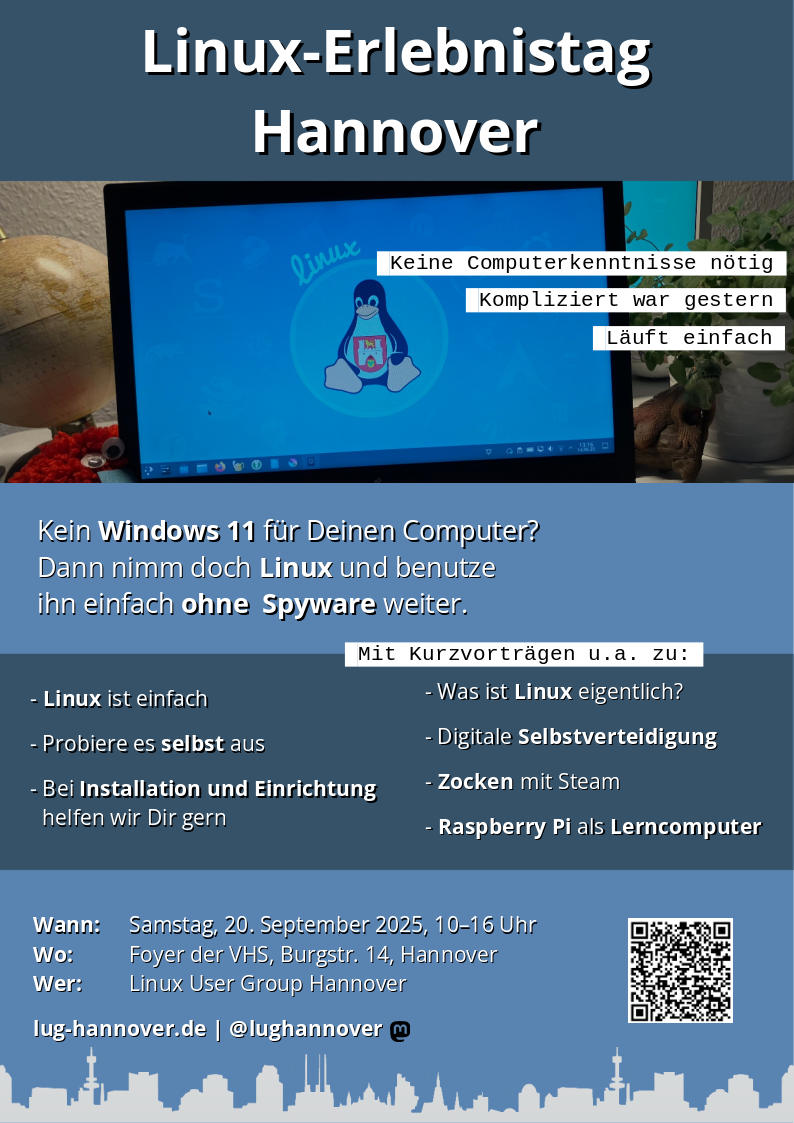 Linux-Erlebnistag
Hannover
linux
Keine Computerkenntnisse nötig
Kompliziert war gestern
Läuft einfach
Kein Windows 11 für Deinen Computer?
Dann nimm doch Linux und benutze
ihn einfach ohne Spyware weiter.
Mit Kurzvorträgen u.a. zu:
- Linux ist einfach
- Probiere es selbst aus
- Bei Installation und Einrichtung
helfen wir Dir gern
- Was ist Linux eigentlich?
- Digitale Selbstverteidigung
- Zocken mit Steam
- Raspberry Pi als Lerncomputer
Wann: Samstag, 20. September 2025, 10–16 Uhr
Wo: Foyer der VHS, Burgstr. 14, Hannover
Wer: Linux User Group Hannover
lug-hannover.de | @lughannover